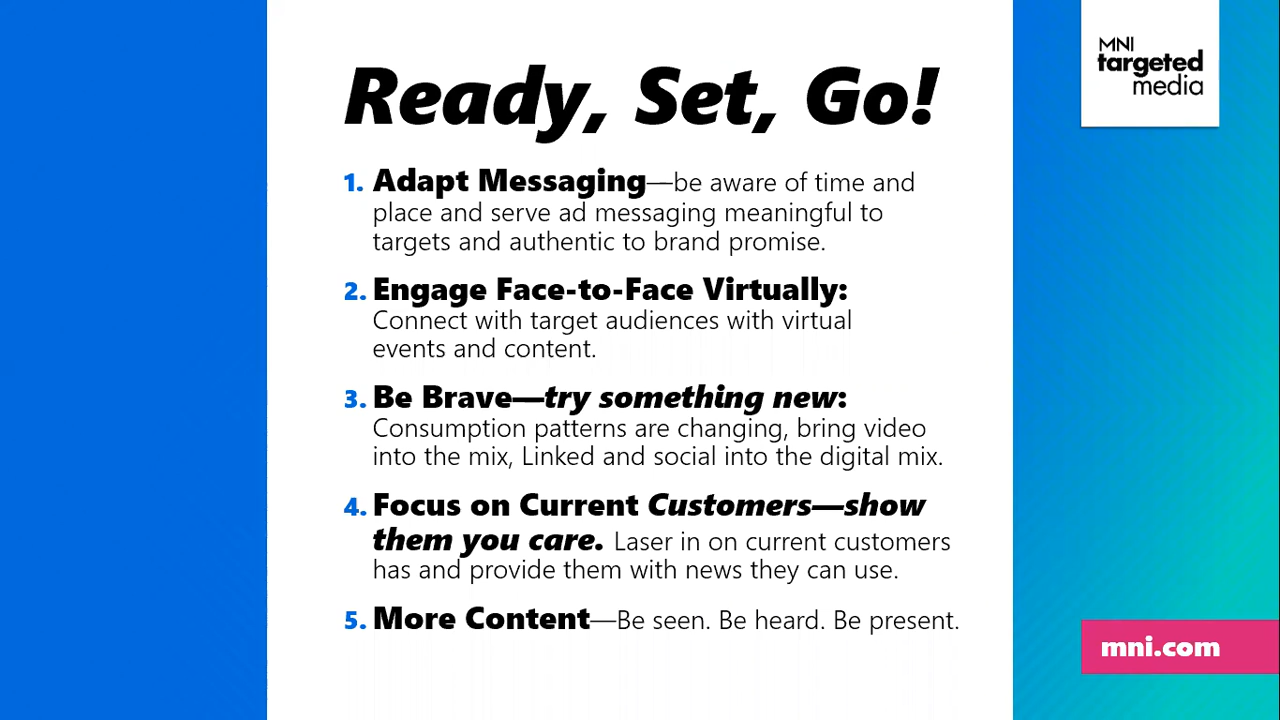 Ready, Set, Go!
MNI
targeted
media
1. Adapt Messaging—be aware of time and
place and serve ad messaging meaningful to
targets and authentic to brand promise.
2. Engage Face-to-Face Virtually:
Connect with target audiences with virtual
events and content.
3. Be Brave—try something new:
Consumption patterns are changing, bring video
into the mix, Linked and social into the digital mix.
4. Focus on Current Customers—show
them you care. Laser in on current customers
has and provide them with news they can use.
5. More Content—Be seen. Be heard. Be present.
mni.com